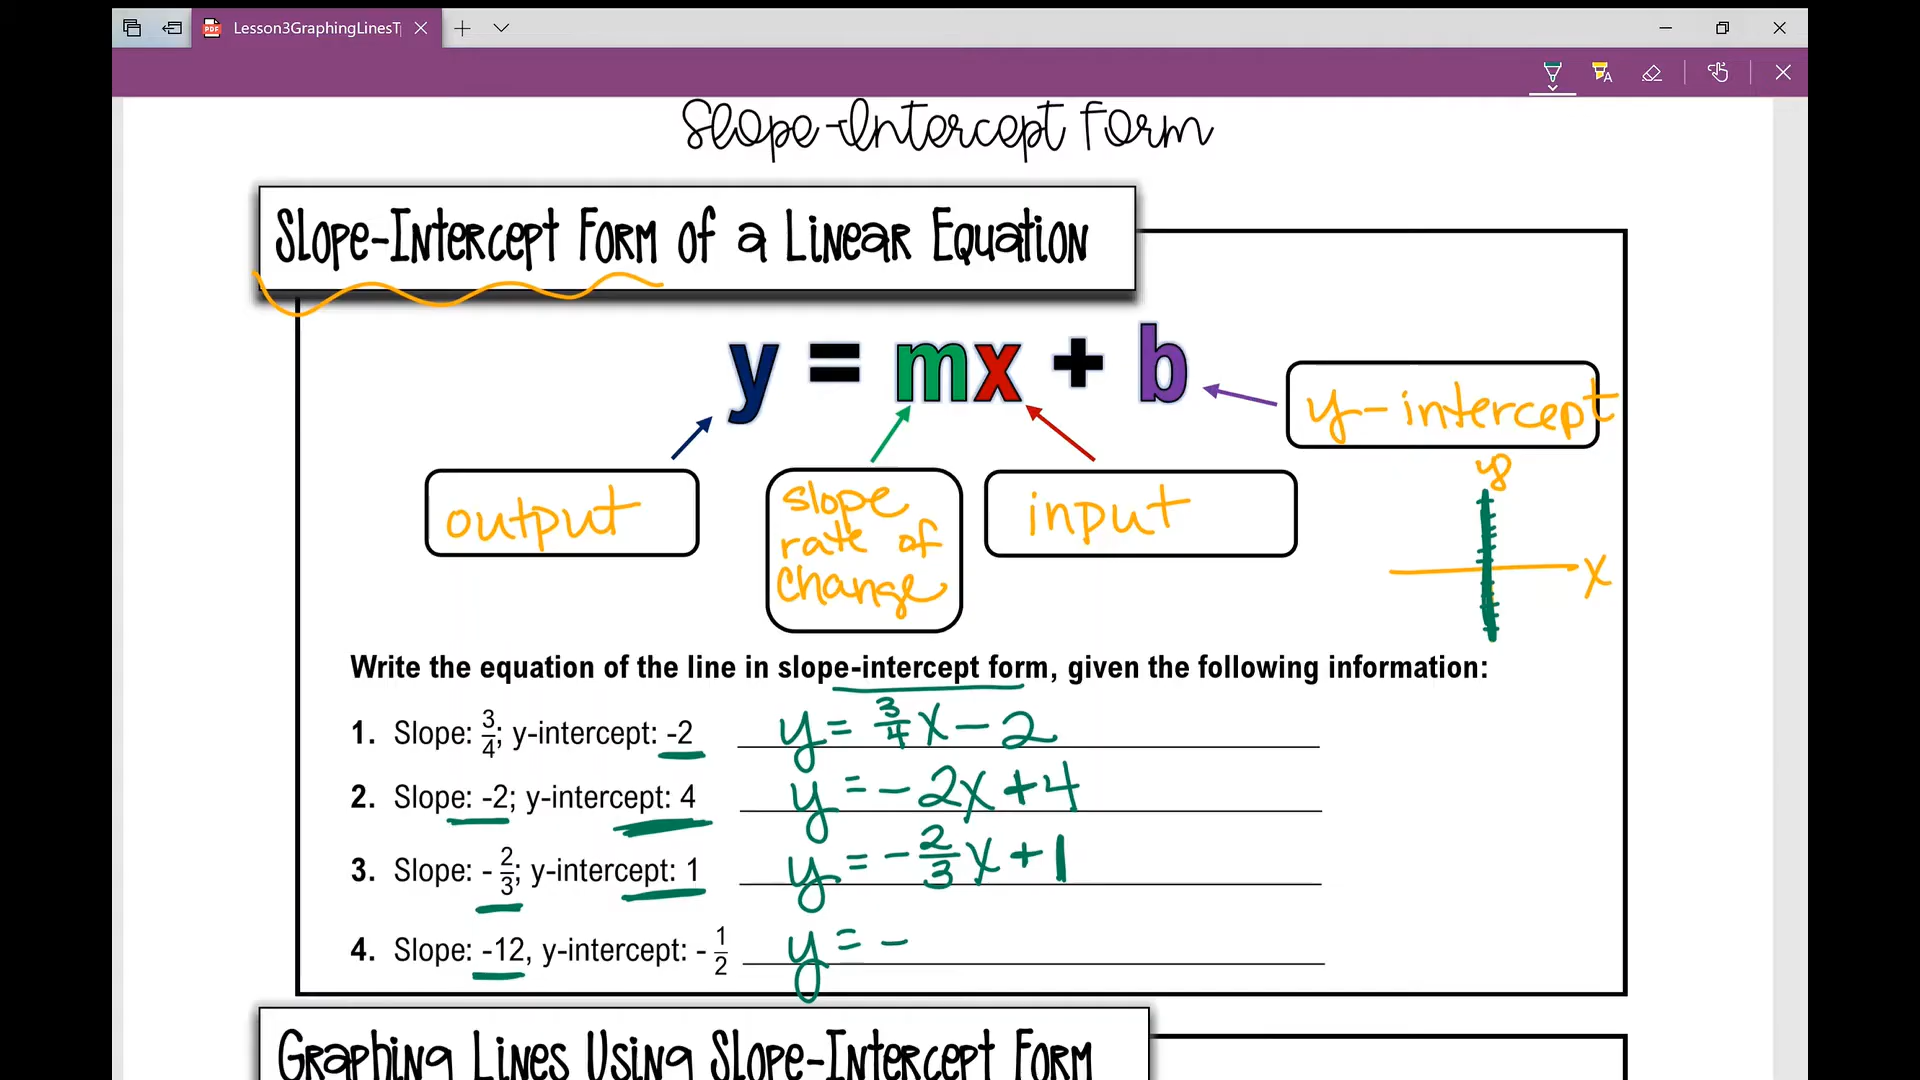 Lesson3GraphingLinesT
Slope-Intercept Form
Slope-Intercept Form of a Linear Equation
y = mx + b
y-intercept
output
slope
rate of
change
input
y
x
Write the equation of the line in slope-intercept form, given the following information:
1. Slope: 3/4; y-intercept: -2 y = 3/4 x - 2
2. Slope: -2; y-intercept: 4 y = - 2x + 4
3. Slope: - 2/3; y-intercept: 1 y = - 2/3 x + 1
4. Slope: -12, y-intercept: - 1/2 y = -
Graphing Lines Using Slope-Intercept Form